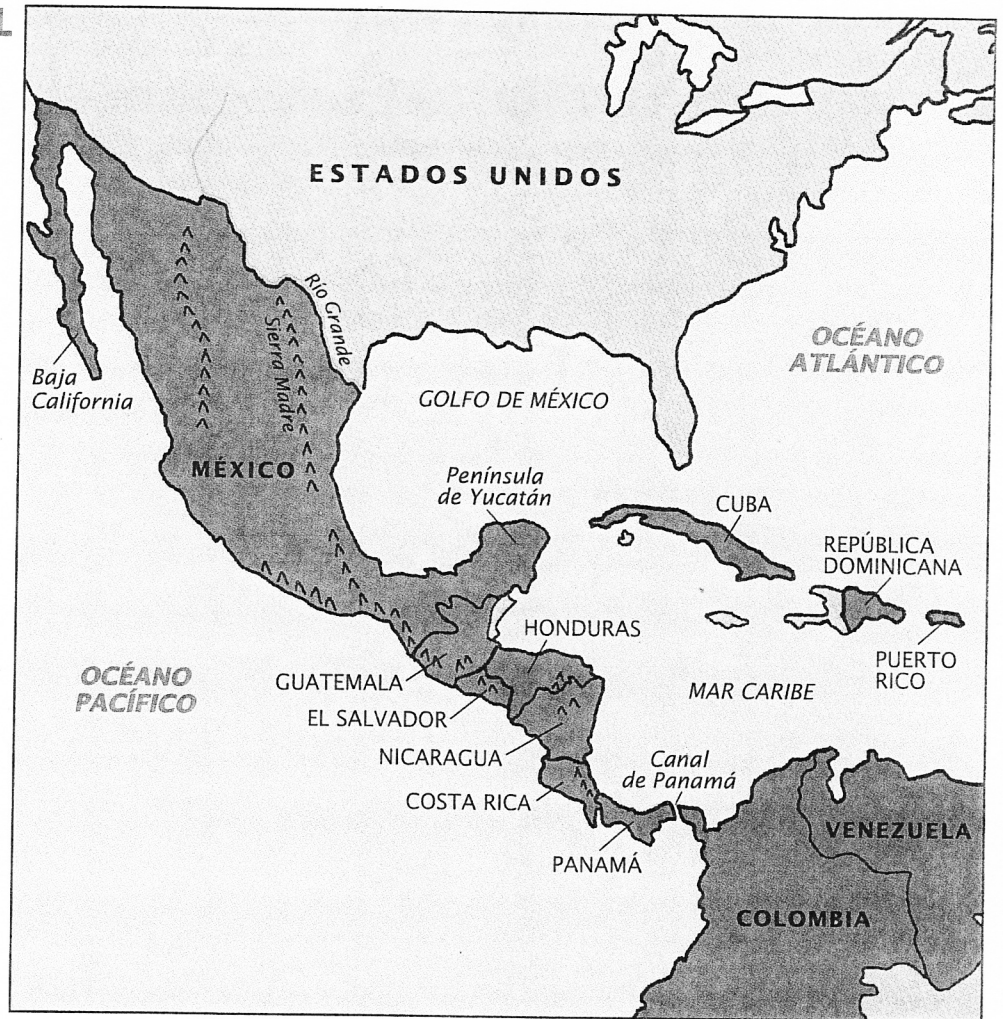 L
ESTADOS UNIDOS
Río Grande
Sierra Madre
OCÉANO
ATLÁNTICO
Baja
California
GOLFO DE MÉXICO
MÉXICO
Península
de Yucatán
CUBA
REPÚBLICA
DOMINICANA
HONDURAS
PUERTO
RICO
OCÉANO
PACÍFICO
GUATEMALA
MAR CARIBE
EL SALVADOR
NICARAGUA
Canal
de Panamá
COSTA RICA
VENEZUELA
PANAMÁ
COLOMBIA